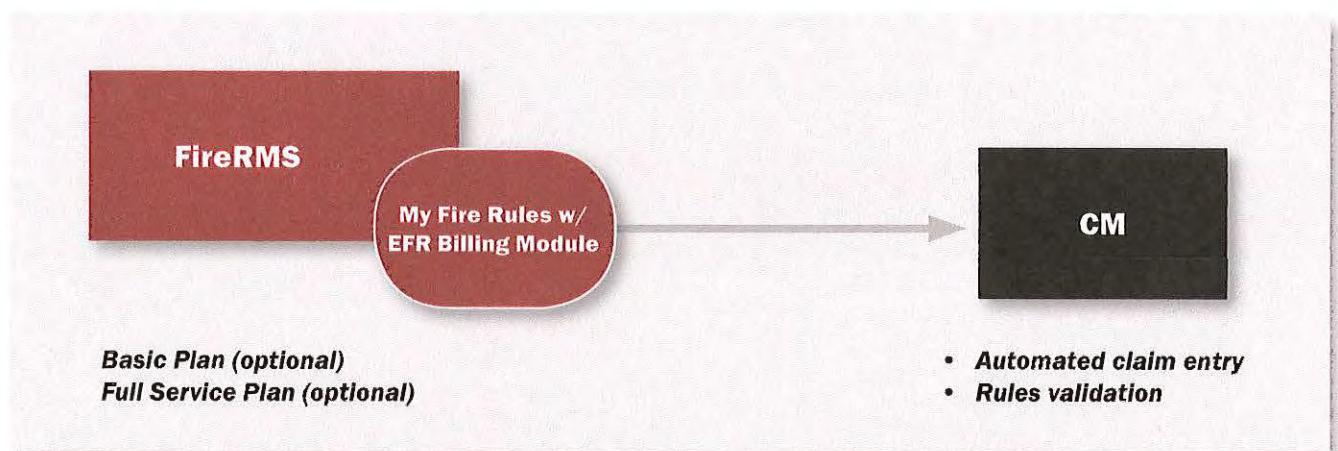 FireRMS
My Fire Rules w/
EFR Billing Module
CM
Basic Plan (optional)
Full Service Plan (optional)
• Automated claim entry
• Rules validation